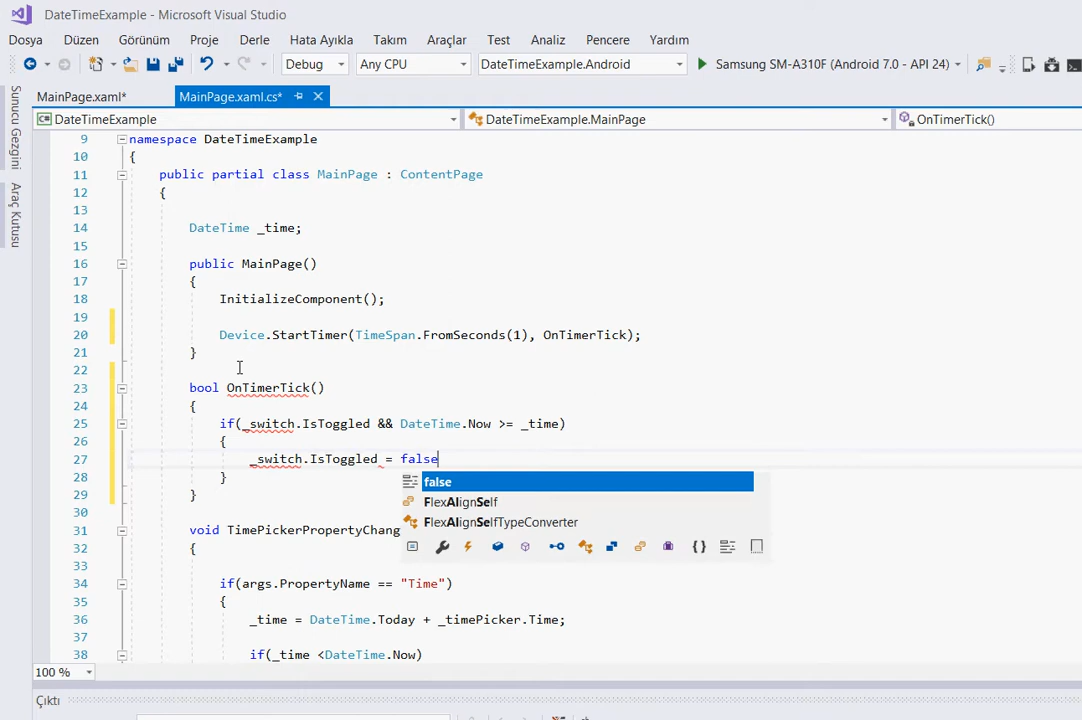 DateTimeExample - Microsoft Visual Studio
Dosya Düzen Görünüm Proje Derle Hata Ayıkla Takım Araçlar Test Analiz Pencere Yardım
Debug Any CPU DateTimeExample.Android Samsung SM-A310F (Android 7.0 - API 24)
MainPage.xaml* MainPage.xaml.cs*
DateTimeExample DateTimeExample.MainPage OnTimerTick()
Sunucu Gezgini
Araç Kutusu
9 namespace DateTimeExample
10 {
11 public partial class MainPage : ContentPage
12 {
13
14 DateTime _time;
15
16 public MainPage()
17 {
18 InitializeComponent();
19
20 Device.StartTimer(TimeSpan.FromSeconds(1), OnTimerTick);
21 }
22
23 bool OnTimerTick()
24 {
25 if(_switch.IsToggled && DateTime.Now >= _time)
26 {
27 _switch.IsToggled = false
28 }
29 }
false
FlexAlignSelf
FlexAlignSelfTypeConverter
30
31 void TimePickerPropertyChang
32 {
33
34 if(args.PropertyName == "Time")
35 {
36 _time = DateTime.Today + _timePicker.Time;
37
38 if(_time <DateTime.Now)
100 %
Çıktı